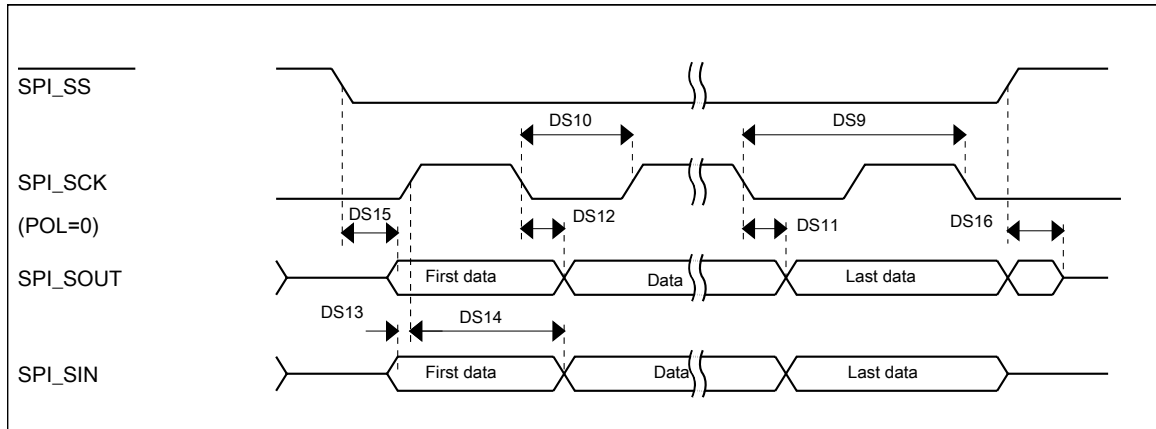 SPI_SS
DS10
DS9
SPI_SCK
DS15
DS12
DS11
DS16
(POL=0)
SPI_SOUT
First data
Data
Last data
DS13
DS14
SPI_SIN
First data
Data
Last data